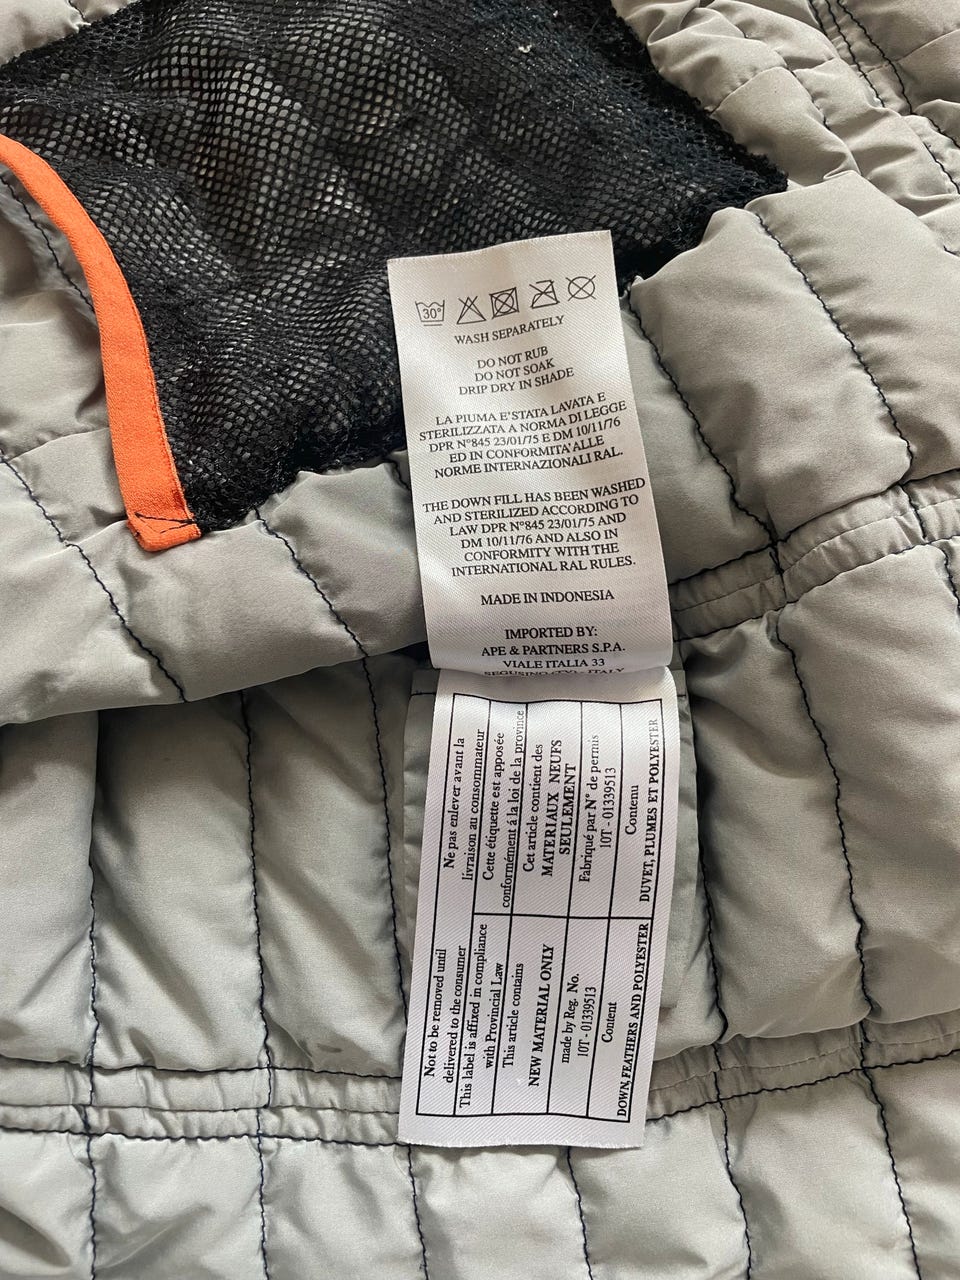 30°
WASH SEPARATELY
DO NOT RUB
DO NOT SOAK
DRIP DRY IN SHADE
LA PIUMA E'STATA LAVATA E
STERILIZZATA A NORMA DI LEGGE
DPR N°845 23/01/75 E DM 10/11/76
ED IN CONFORMITA'ALLE
NORME INTERNAZIONALI RAL.
THE DOWN FILL HAS BEEN WASHED
AND STERILIZED ACCORDING TO
LAW DPR N°845 23/01/75 AND
DM 10/11/76 AND ALSO IN
CONFORMITY WITH THE
INTERNATIONAL RAL RULES.
MADE IN INDONESIA
IMPORTED BY:
APE & PARTNERS S.P.A.
VIALE ITALIA 33
SEGUSINO (TV) - ITALY
Not to be removed until
delivered to the consumer
This label is affixed in compliance
with Provincial Law
This article contains
NEW MATERIAL ONLY
made by Reg. No.
10T - 01339513
Content
DOWN, FEATHERS AND POLYESTER
Ne pas enlever avant la
livraison au consommateur
Cette étiquette est apposée
conformément á la loi de la province
Cet article contient des
MATERIAUX NEUFS
SEULEMENT
Fabriqué par N° de permis
10T - 01339513
Contenu
DUVET, PLUMES ET POLYESTER